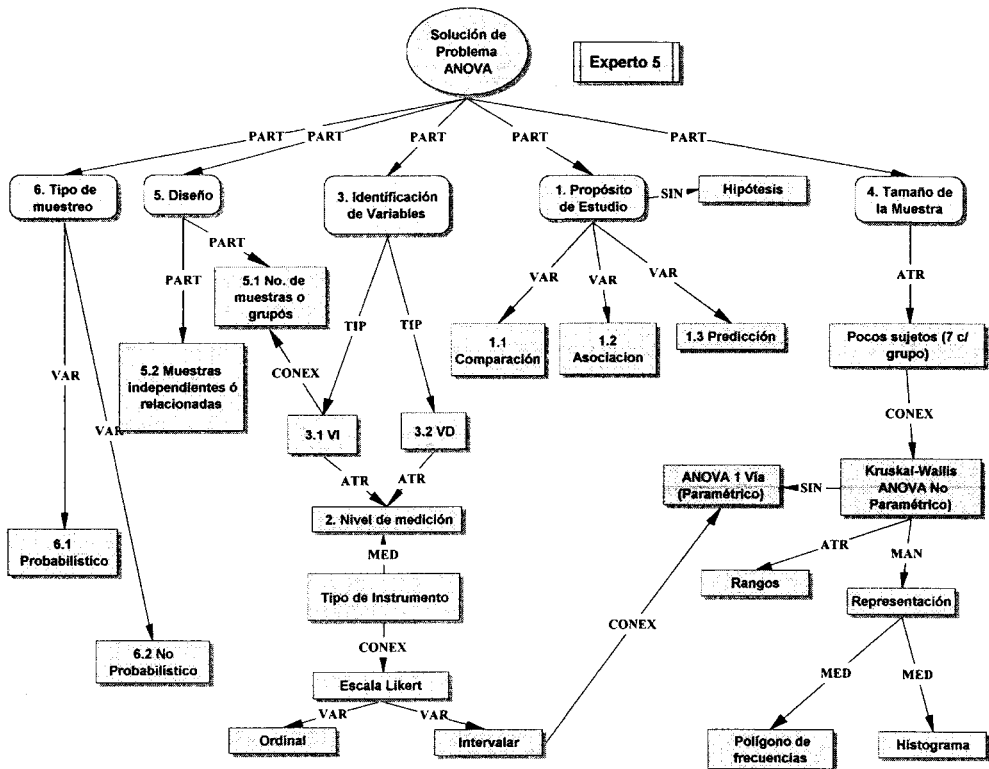 Solución de
Problema
ANOVA
Experto 5
PART
PART
PART
PART
PART
6. Tipo de
muestreo
5. Diseño
3. Identificación
de Variables
1. Propósito
de Estudio
SIN
Hipótesis
4. Tamaño de
la Muestra
PART
PART
5.1 No. de
muestras o
grupós
TIP
TIP
VAR
VAR
VAR
ATR
1.1
Comparación
1.2
Asociacion
1.3 Predicción
Pocos sujetos (7 c/
grupo)
VAR
VAR
5.2 Muestras
independientes ó
relacionadas
CONEX
3.1 VI
3.2 VD
CONEX
ATR
ATR
ANOVA 1 Vía
(Paramétrico)
SIN
Kruskal-Wallis
ANOVA No
Paramétrico)
2. Nivel de medición
6.1
Probabilístico
MED
ATR
MAN
Tipo de Instrumento
Rangos
Representación
CONEX
CONEX
6.2 No
Probabilístico
Escala Likert
MED
MED
VAR
VAR
Ordinal
Intervalar
Polígono de
frecuencias
Histograma